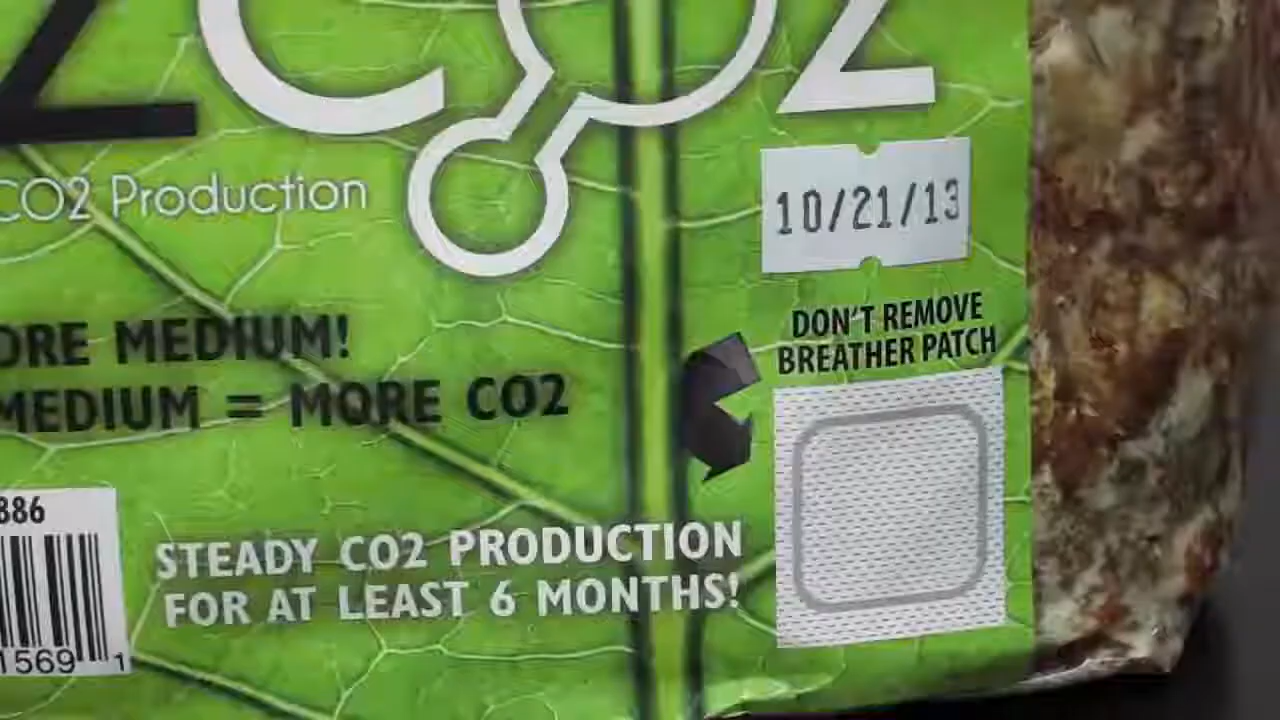 2CO2
CO2 Production
10/21/13
DON'T REMOVE
BREATHER PATCH
ORE MEDIUM!
MEDIUM = MORE CO2
886
STEADY CO2 PRODUCTION
FOR AT LEAST 6 MONTHS!
1569 1